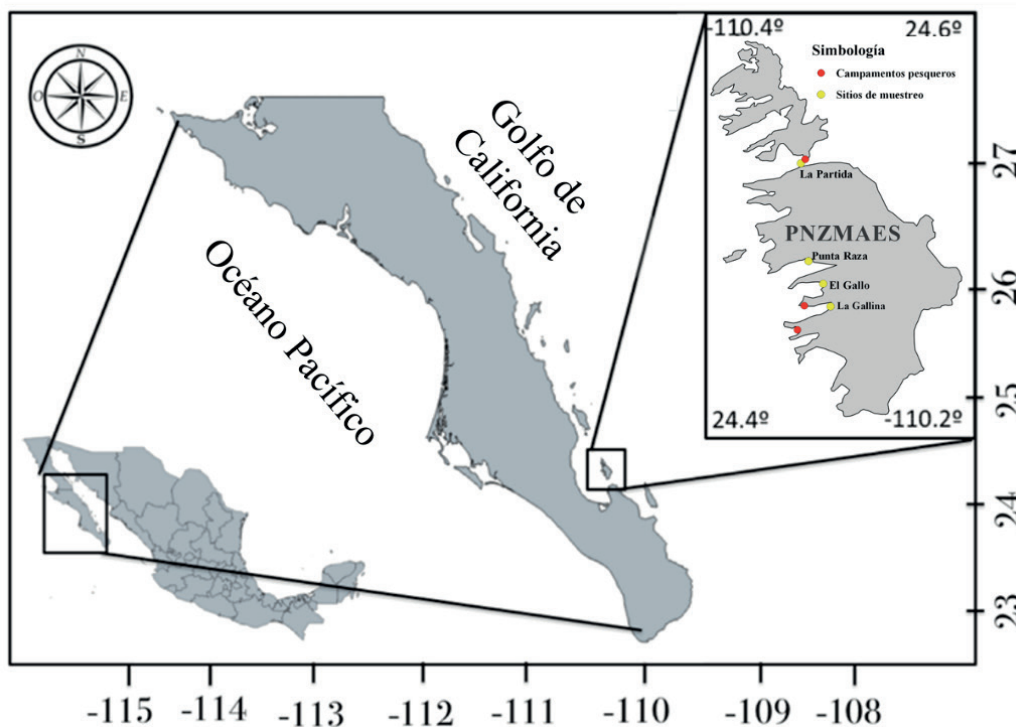 N
O
E
S
Golfo de
California
Océano Pacífico
-110.4º 24.6º
Simbología
Campamentos pesqueros
Sitios de muestreo
La Partida
PNZMAES
Punta Raza
El Gallo
La Gallina
24.4º -110.2º
27
26
25
24
23
-115 -114 -113 -112 -111 -110 -109 -108